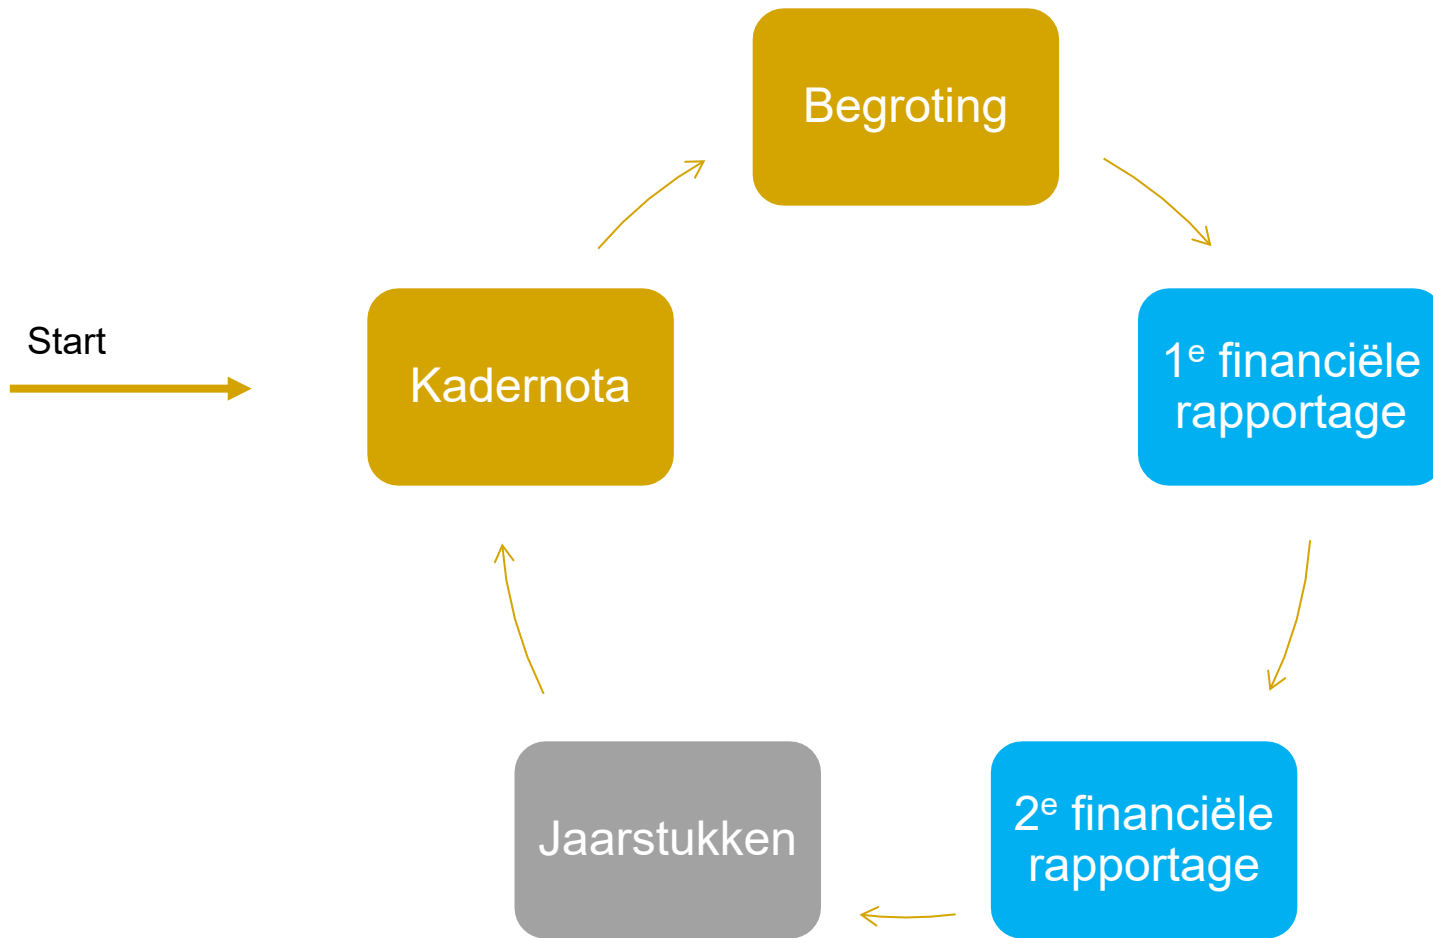 Begroting
Start
Kadernota
1e financiële
rapportage
Jaarstukken
2e financiële
rapportage